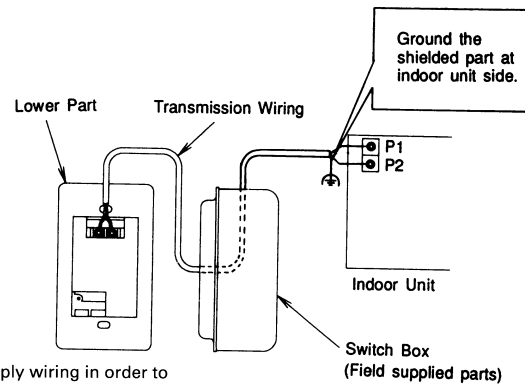 Ground the
shielded part at
indoor unit side.
Lower Part
Transmission Wiring
P1
P2
Indoor Unit
Switch Box
(Field supplied parts)
ply wiring in order to